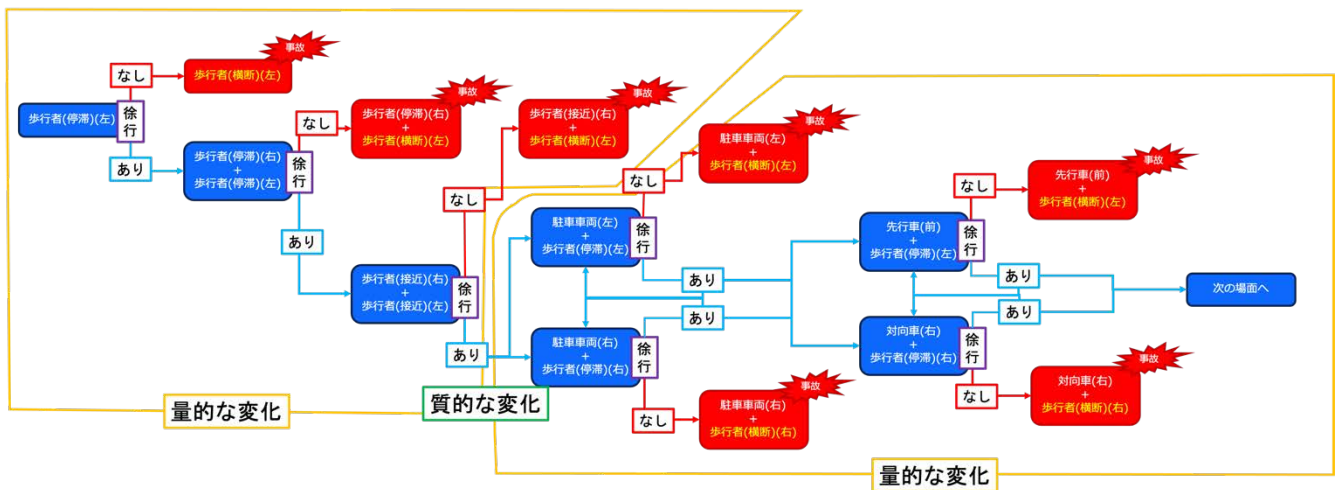 事故
なし
歩行者(横断)(左)
歩行者(停滞)(左)
徐
行
あり
事故
なし
歩行者(停滞)(右)
+
歩行者(横断)(左)
歩行者(停滞)(右)
+
歩行者(停滞)(左)
徐
行
あり
事故
歩行者(接近)(右)
+
歩行者(横断)(左)
なし
歩行者(接近)(右)
+
歩行者(接近)(左)
徐
行
あり
事故
駐車車両(左)
+
歩行者(横断)(左)
なし
駐車車両(左)
+
歩行者(停滞)(左)
徐
行
あり
あり
駐車車両(右)
+
歩行者(停滞)(右)
徐
行
なし
事故
駐車車両(右)
+
歩行者(横断)(右)
事故
なし
先行車(前)
+
歩行者(横断)(左)
先行車(前)
+
歩行者(停滞)(左)
徐
行
あり
あり
次の場面へ
対向車(右)
+
歩行者(停滞)(右)
徐
行
なし
事故
対向車(右)
+
歩行者(横断)(右)
量的な変化
質的な変化
量的な変化